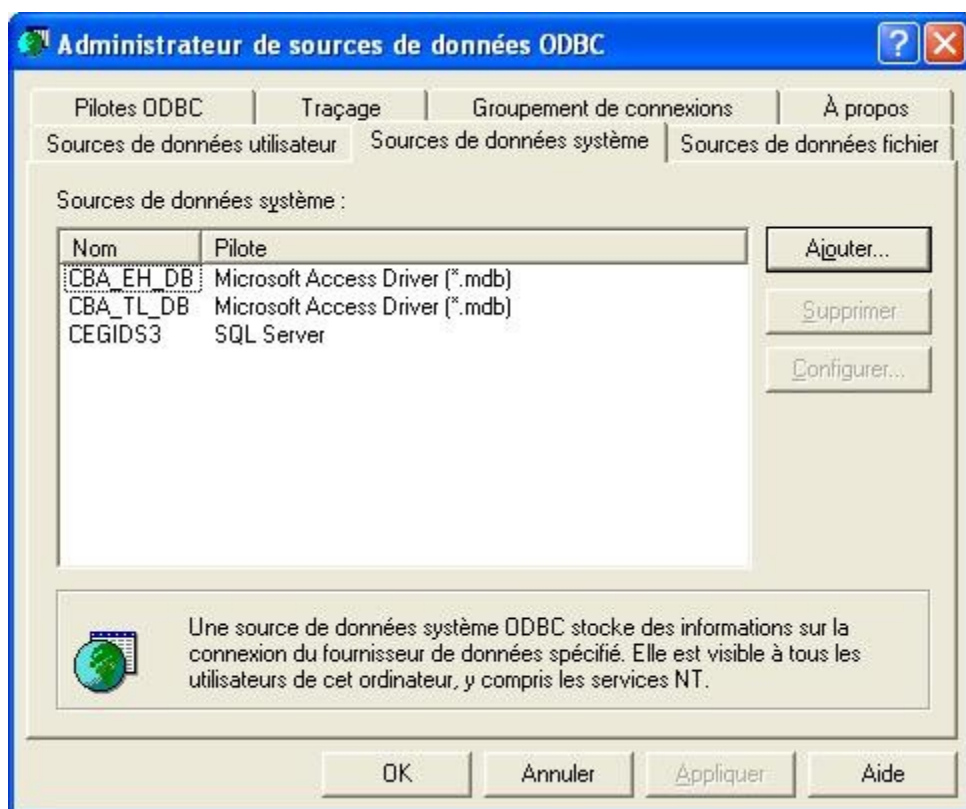 Administrateur de sources de données ODBC
Pilotes ODBC Traçage Groupement de connexions À propos
Sources de données utilisateur Sources de données système Sources de données fichier
Sources de données système :
Nom Pilote
CBA_EH_DB Microsoft Access Driver (*.mdb)
CBA_TL_DB Microsoft Access Driver (*.mdb)
CEGIDS3 SQL Server
Ajouter...
Supprimer
Configurer...
Une source de données système ODBC stocke des informations sur la
connexion du fournisseur de données spécifié. Elle est visible à tous les
utilisateurs de cet ordinateur, y compris les services NT.
OK Annuler Appliquer Aide